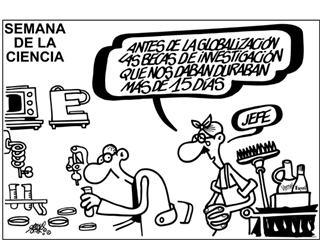 SEMANA
DE LA
CIENCIA
ANTES DE LA GLOBALIZACIÓN
LAS BECAS DE INVESTIGACIÓN
QUE NOS DABAN DURABAN
MÁS DE 15 DÍAS
JEFE